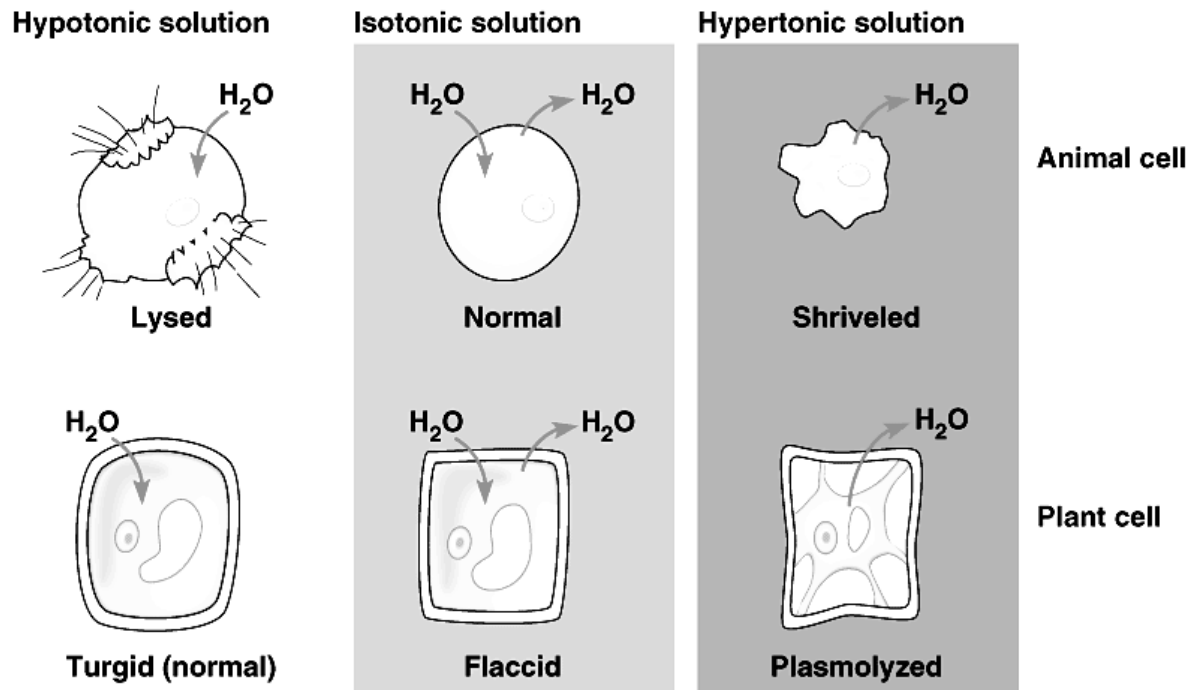 Hypotonic solution
Isotonic solution
Hypertonic solution
H₂O
H₂O
H₂O
H₂O
Animal cell
Lysed
Normal
Shriveled
H₂O
H₂O
H₂O
H₂O
Plant cell
Turgid (normal)
Flaccid
Plasmolyzed